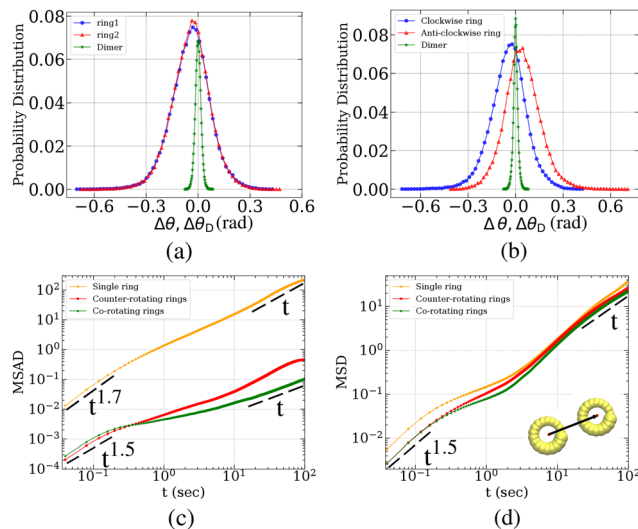 Probability Distribution
0.08
0.06
0.04
0.02
0.00
ring1
ring2
Dimer
−0.6 −0.3 0.0 0.3 0.6
Δθ, ΔθD (rad)
(a)
Probability Distribution
0.08
0.06
0.04
0.02
0.00
Clockwise ring
Anti-clockwise ring
Dimer
−0.6 −0.3 0.0 0.3 0.6
Δθ, ΔθD (rad)
(b)
MSAD
10²
10¹
10⁰
10⁻¹
10⁻²
10⁻³
10⁻⁴
Single ring
Counter-rotating rings
Co-rotating rings
t
t^1.7
t
t^1.5
10⁻¹ 10⁰ 10¹ 10²
t (sec)
(c)
MSD
10¹
10⁰
10⁻¹
10⁻²
Single ring
Counter-rotating rings
Co-rotating rings
t
t^1.5
10⁻¹ 10⁰ 10¹ 10²
t (sec)
(d)